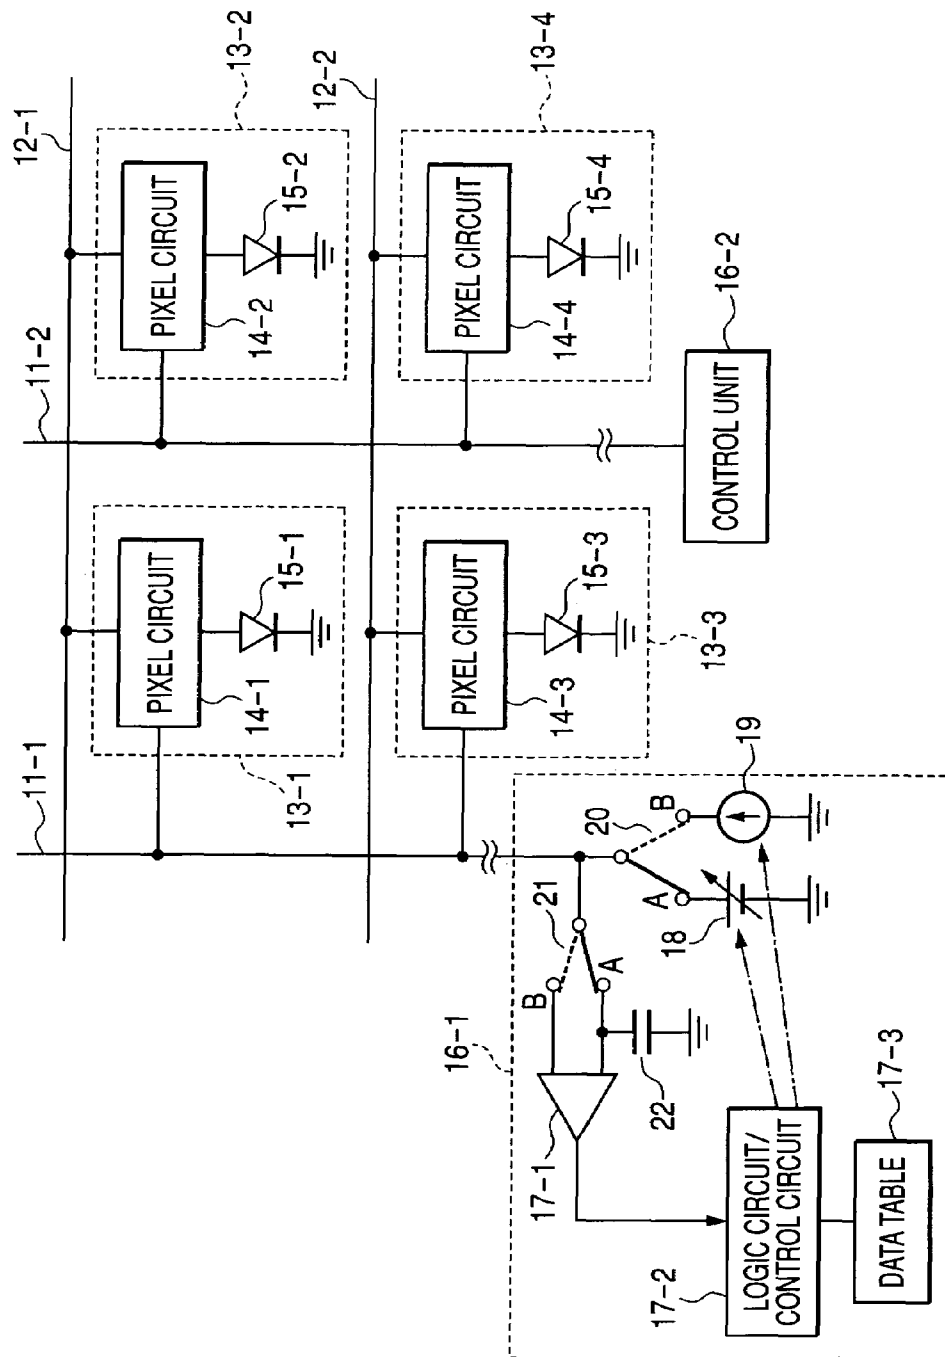 12-1
13-2
PIXEL CIRCUIT
15-2
14-2
11-2
12-2
13-4
PIXEL CIRCUIT
15-4
14-4
16-2
CONTROL UNIT
11-1
PIXEL CIRCUIT
15-1
14-1
13-1
PIXEL CIRCUIT
15-3
14-3
13-3
16-1
21
B
A
20
B
A
19
18
17-1
22
17-2
LOGIC CIRCUIT/
CONTROL CIRCUIT
17-3
DATA TABLE